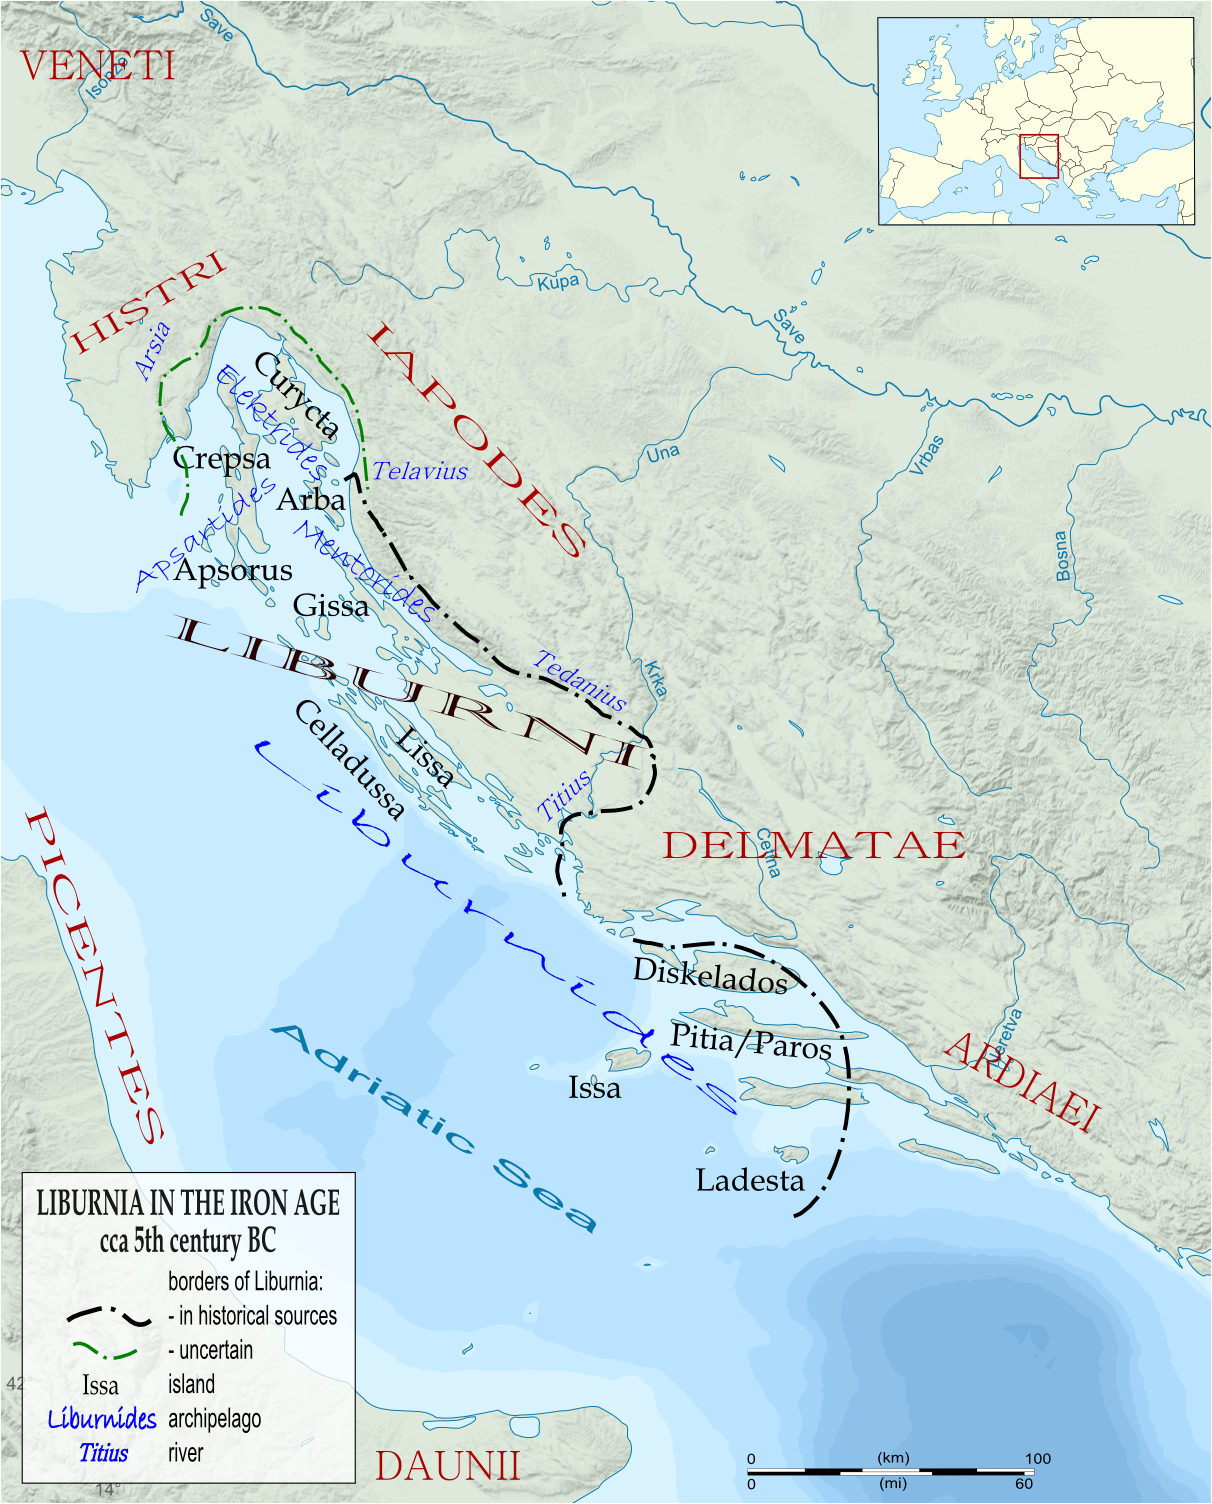 Save
VENETI
Isonzo
HISTRI
Arsia
Kupa
Save
IAPODES
Curycta
Elektrides
Crepsa
Telavius
Una
Vrbas
Arba
Apsartides
Mentorides
Bosna
Apsorus
Gissa
LIBURNI
Tedanius
Krka
Celladussa
Lissa
Titius
Liburnides
PICENTES
DELMATAE
Cetina
Diskelados
Pitia/Paros
Neretva
ARDIAEI
Issa
Adriatic Sea
Ladesta
LIBURNIA IN THE IRON AGE
cca 5th century BC
borders of Liburnia:
- in historical sources
- uncertain
Issa island
Liburnides archipelago
Titius river
42°
14°
DAUNII
0 (km) 100
0 (mi) 60